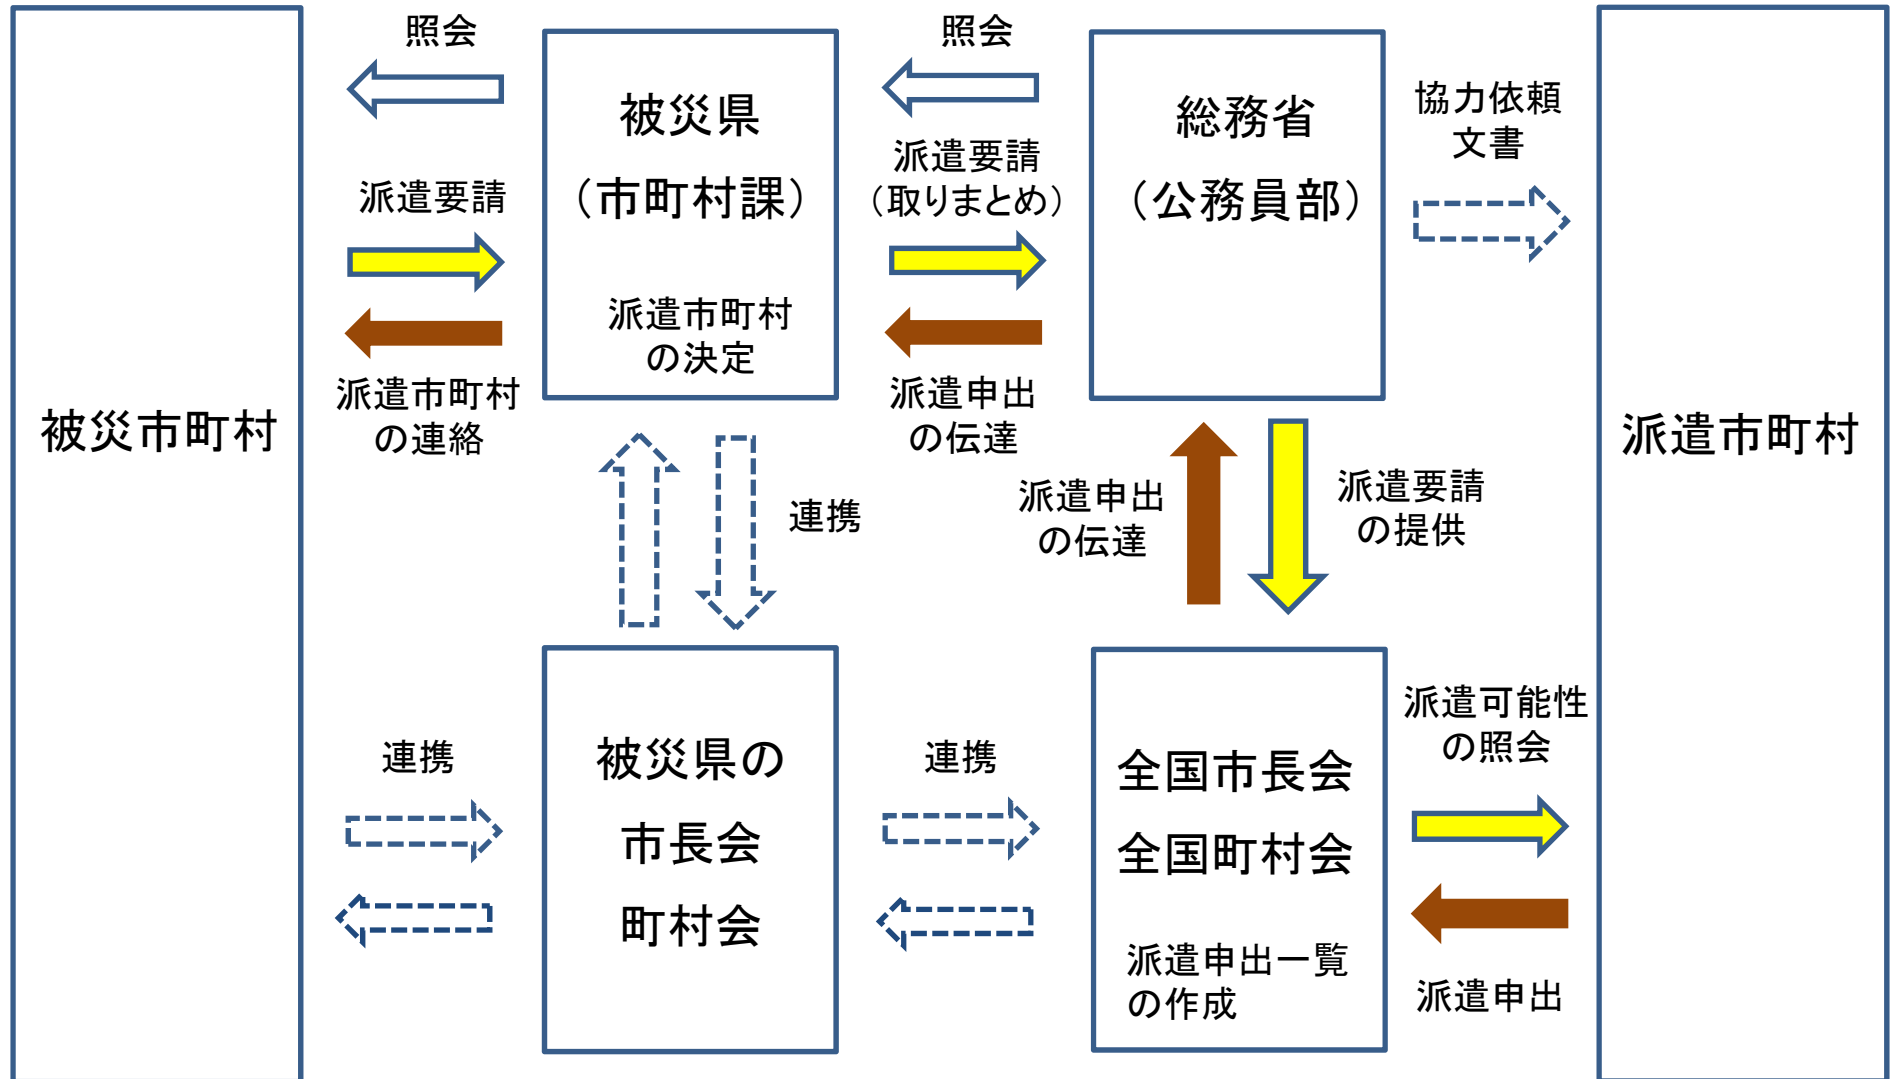 照会
照会
被災県
（市町村課）
総務省
（公務員部）
協力依頼
文書
派遣要請
派遣要請
（取りまとめ）
派遣市町村
の決定
派遣市町村
の連絡
派遣申出
の伝達
被災市町村
派遣市町村
連携
派遣申出
の伝達
派遣要請
の提供
連携
被災県の
市長会
町村会
連携
全国市長会
全国町村会
派遣申出一覧
の作成
派遣可能性
の照会
派遣申出